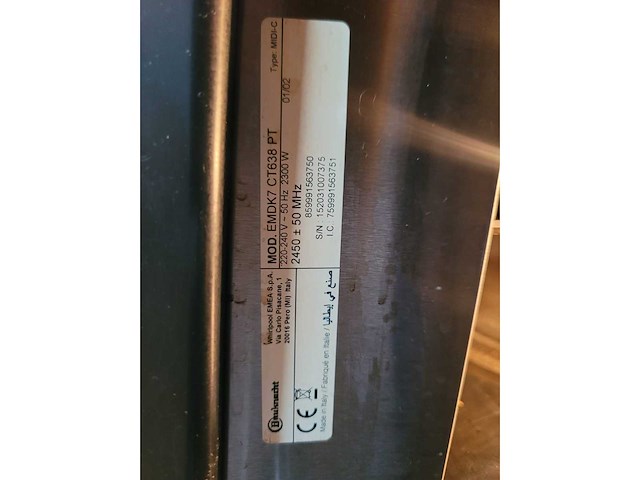 Bauknecht
Whirlpool EMEA S.p.A.
Via Carlo Pisacane, 1
20016 Pero (MI) Italy
CE
Made in Italy / Fabriqué en Italie / صنع في إيطاليا
MOD. EMDK7 CT638 PT
Type: MIDI-C
220-240 V ~ 50 Hz 2300 W
01/02
2450 ± 50 MHz
859991563750
S/N 152031007375
I.C. 759991563751